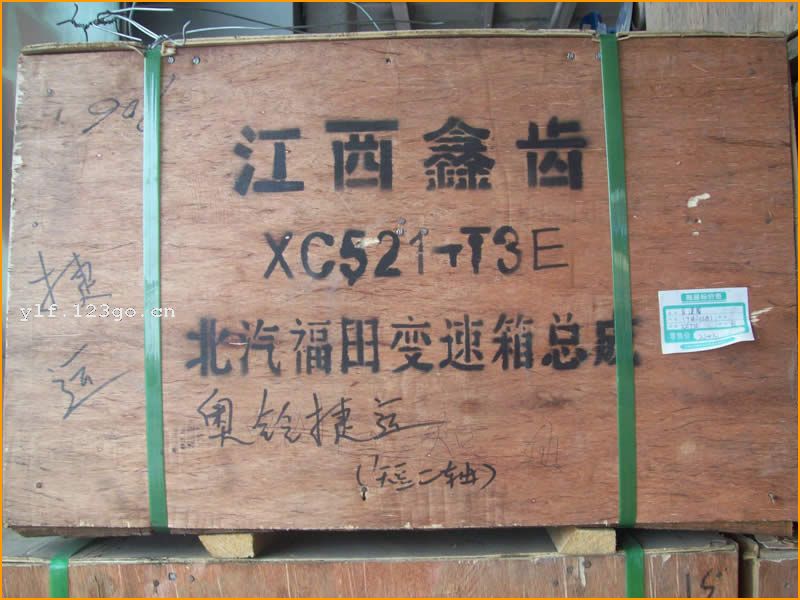 江西鑫齿
XC521-T3E
北汽福田变速箱总成
奥铃捷运
(短二轴)
捷运
ylf.123go.cn
15